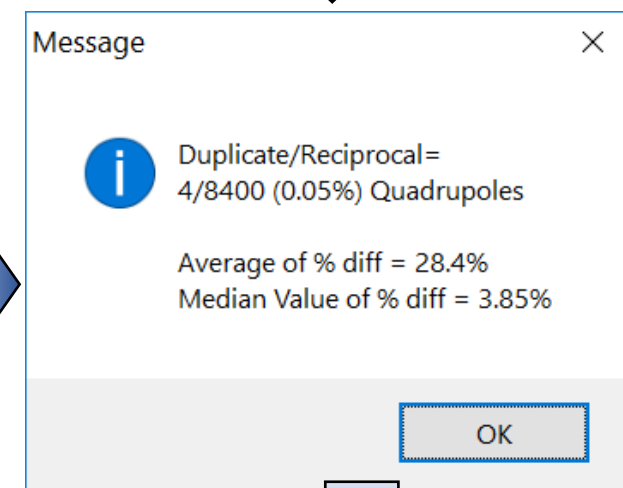 Message
Duplicate/Reciprocal=
4/8400 (0.05%) Quadrupoles
Average of % diff = 28.4%
Median Value of % diff = 3.85%
OK